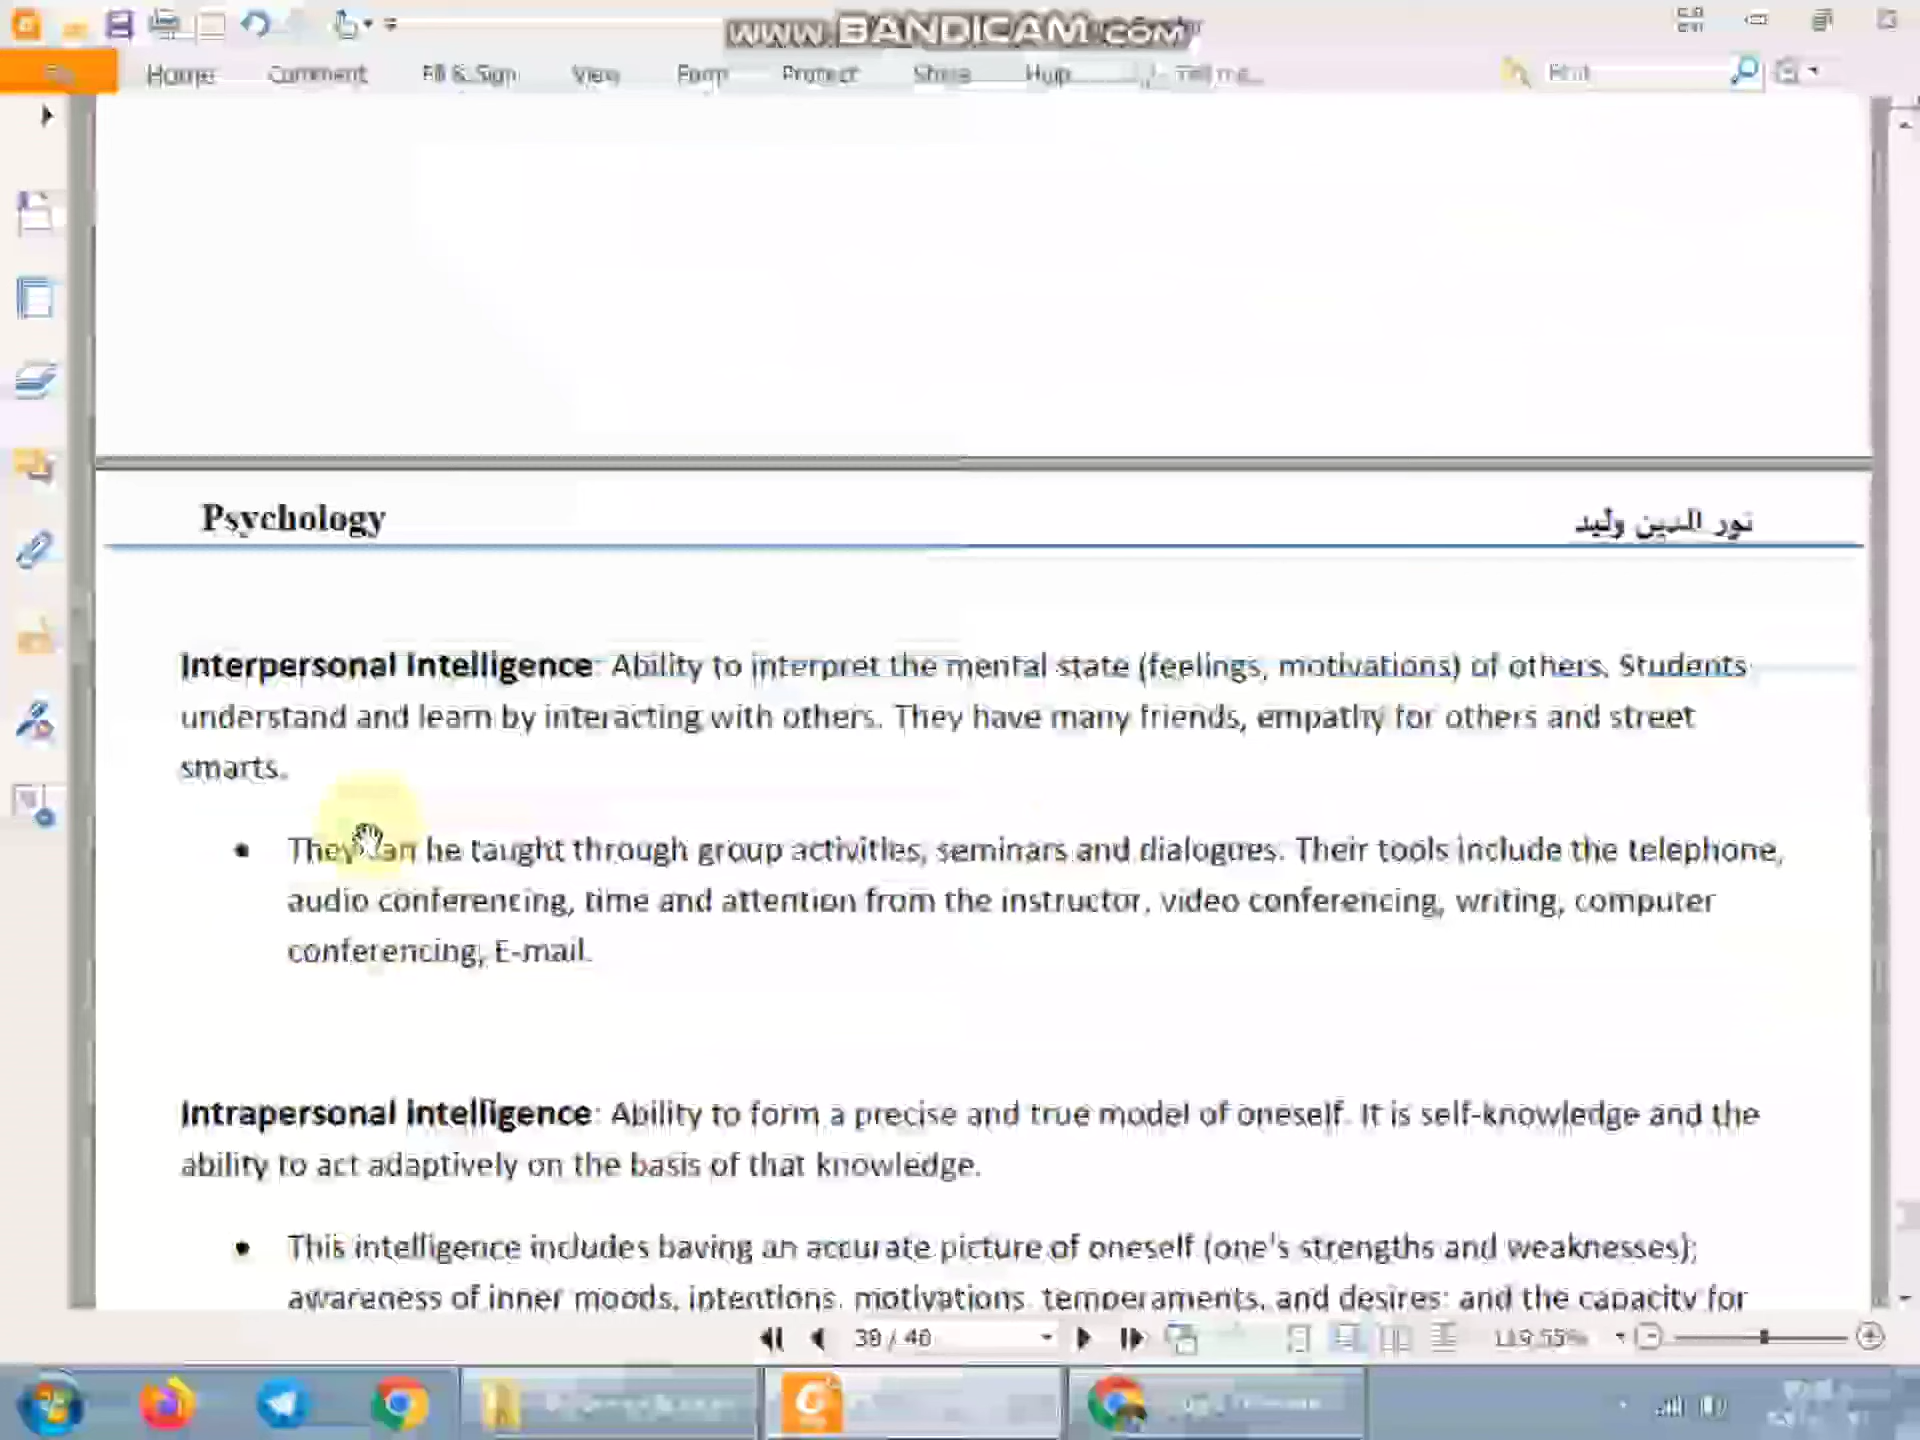 WWW.BANDICAM.COM
Home Comment Fill & Sign View Form Protect Share Help Tell me... Find
Psychology نور الدين وليد
Interpersonal Intelligence: Ability to interpret the mental state (feelings, motivations) of others. Students
understand and learn by interacting with others. They have many friends, empathy for others and street
smarts.
• They can be taught through group activities, seminars and dialogues. Their tools include the telephone,
audio conferencing, time and attention from the instructor, video conferencing, writing, computer
conferencing, E-mail.
Intrapersonal intelligence: Ability to form a precise and true model of oneself. It is self-knowledge and the
ability to act adaptively on the basis of that knowledge.
• This intelligence includes having an accurate picture of oneself (one's strengths and weaknesses);
awareness of inner moods, intentions, motivations, temperaments, and desires; and the capacity for
/ 40 119.55%